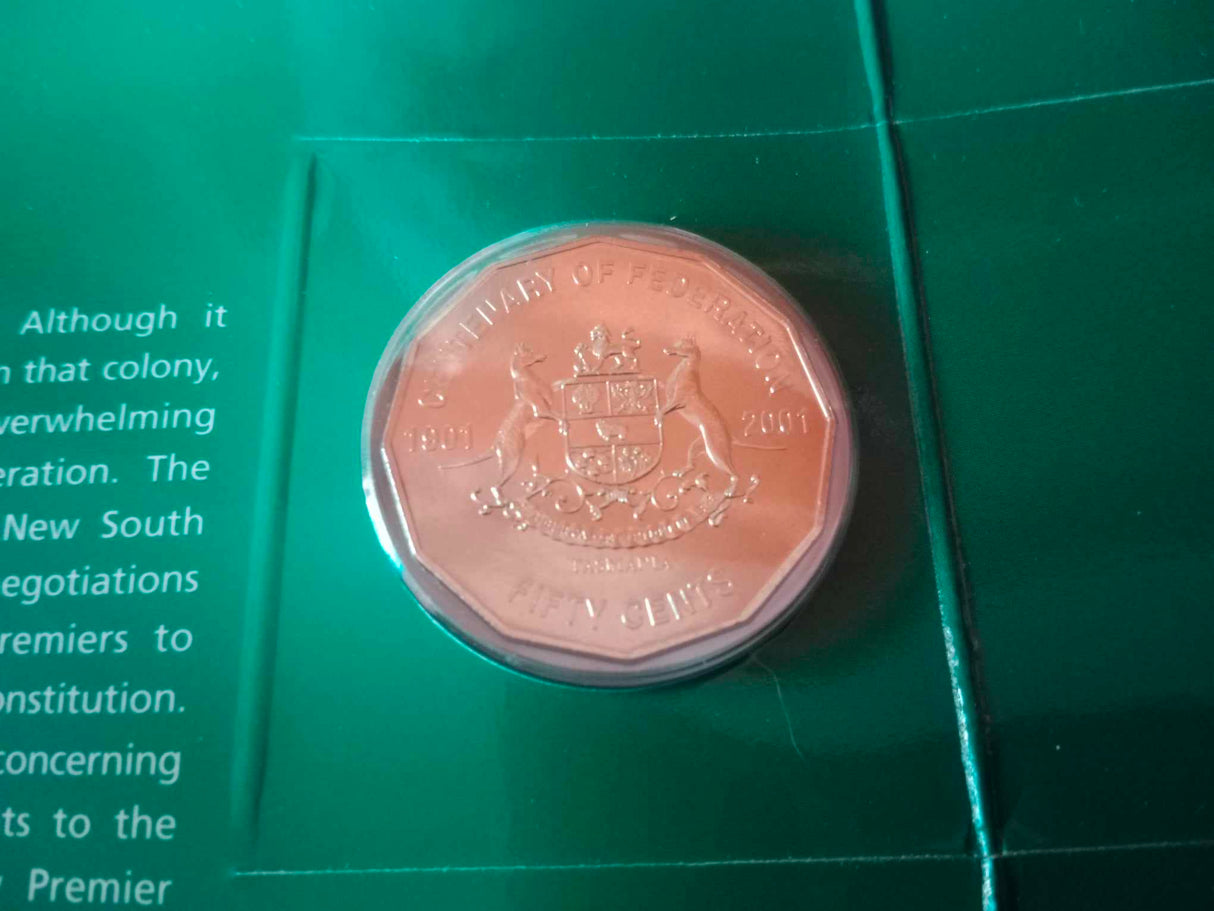 Although it
that colony,
verwhelming
eration. The
New South
egotiations
remiers to
onstitution.
concerning
ts to the
Premier
CENTENARY OF FEDERATION
1901 2001
TASMANIA
FIFTY CENTS